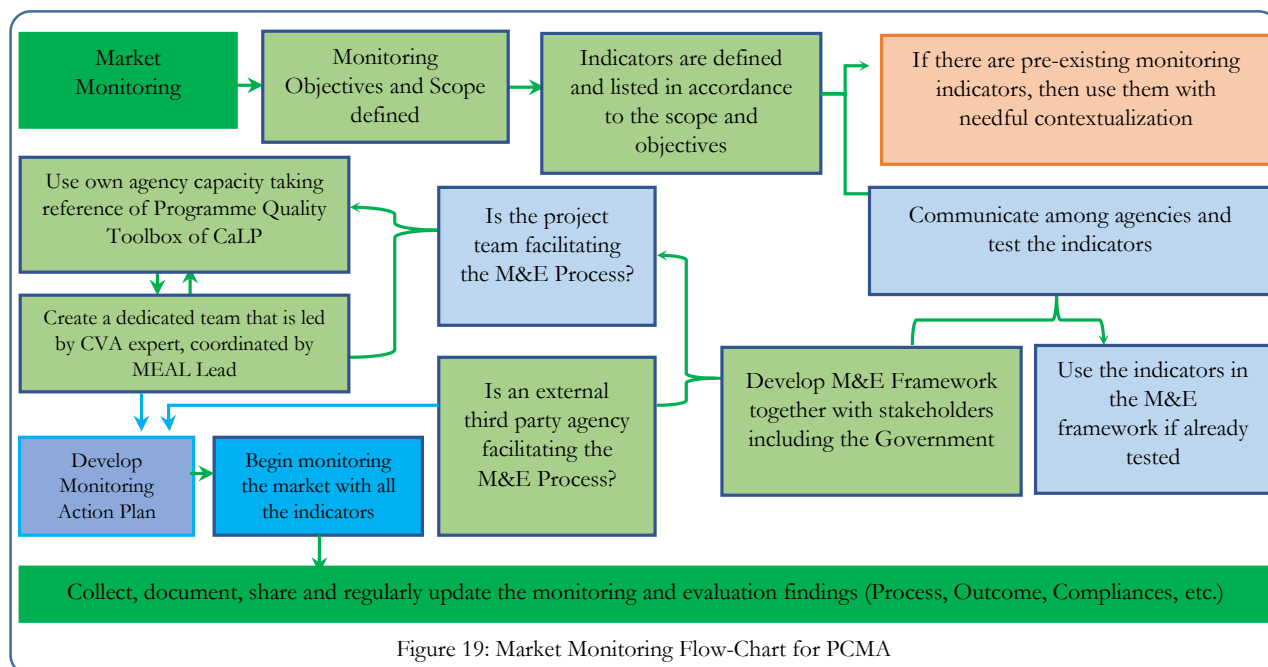 Market
Monitoring
Monitoring
Objectives and Scope
defined
Indicators are defined
and listed in accordance
to the scope and
objectives
If there are pre-existing monitoring
indicators, then use them with
needful contextualization
Use own agency capacity taking
reference of Programme Quality
Toolbox of CaLP
Is the project
team facilitating
the M&E Process?
Communicate among agencies and
test the indicators
Create a dedicated team that is led
by CVA expert, coordinated by
MEAL Lead
Is an external
third party agency
facilitating the
M&E Process?
Develop M&E Framework
together with stakeholders
including the Government
Use the indicators in
the M&E
framework if already
tested
Develop
Monitoring
Action Plan
Begin monitoring
the market with all
the indicators
Collect, document, share and regularly update the monitoring and evaluation findings (Process, Outcome, Compliances, etc.)
Figure 19: Market Monitoring Flow-Chart for PCMA